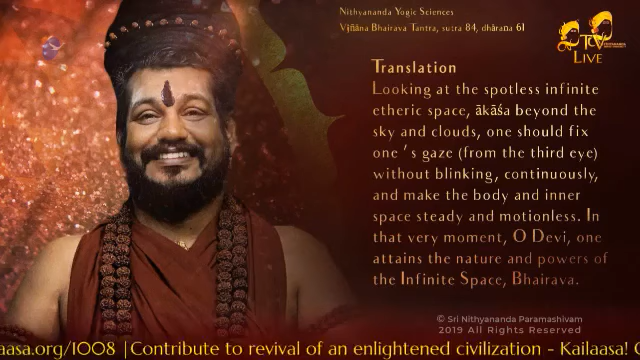 Nithyananda Yogic Sciences
Vijñāna Bhairava Tantra, sutra 84, dhāraṇa 61
TCV
LIVE
Translation
Looking at the spotless infinite
etheric space, ākāśa beyond the
sky and clouds, one should fix
one's gaze (from the third eye)
without blinking, continuously,
and make the body and inner
space steady and motionless. In
that very moment, O Devi, one
attains the nature and powers of
the Infinite Space, Bhairava.
© Sri Nithyananda Paramashivam
2019 All Rights Reserved
aasa.org/1008 | Contribute to revival of an enlightened civilization - Kailaasa!